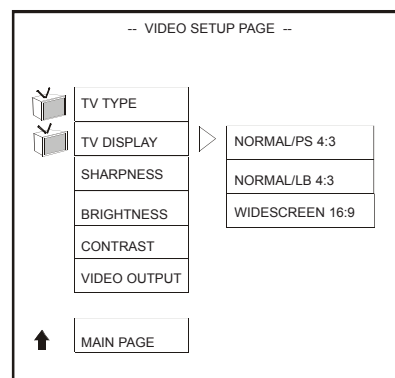 -- VIDEO SETUP PAGE --
TV TYPE
TV DISPLAY
SHARPNESS
BRIGHTNESS
CONTRAST
VIDEO OUTPUT
NORMAL/PS 4:3
NORMAL/LB 4:3
WIDESCREEN 16:9
MAIN PAGE